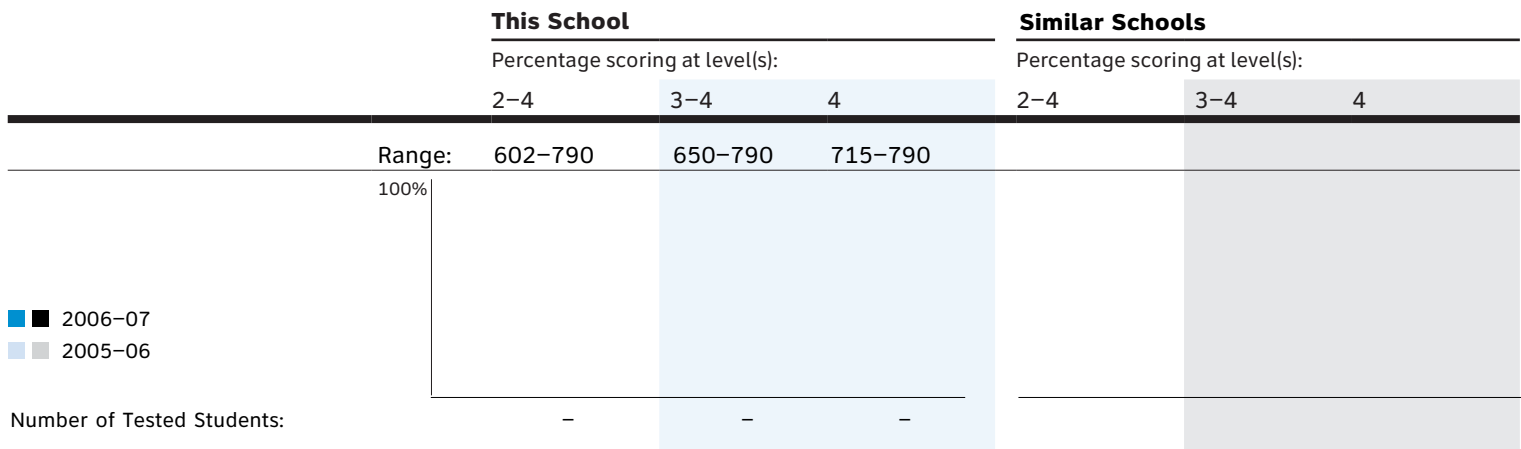 This School Similar Schools
Percentage scoring at level(s): Percentage scoring at level(s):
2–4 3–4 4 2–4 3–4 4
Range: 602–790 650–790 715–790
100%
2006–07
2005–06
Number of Tested Students: – – –